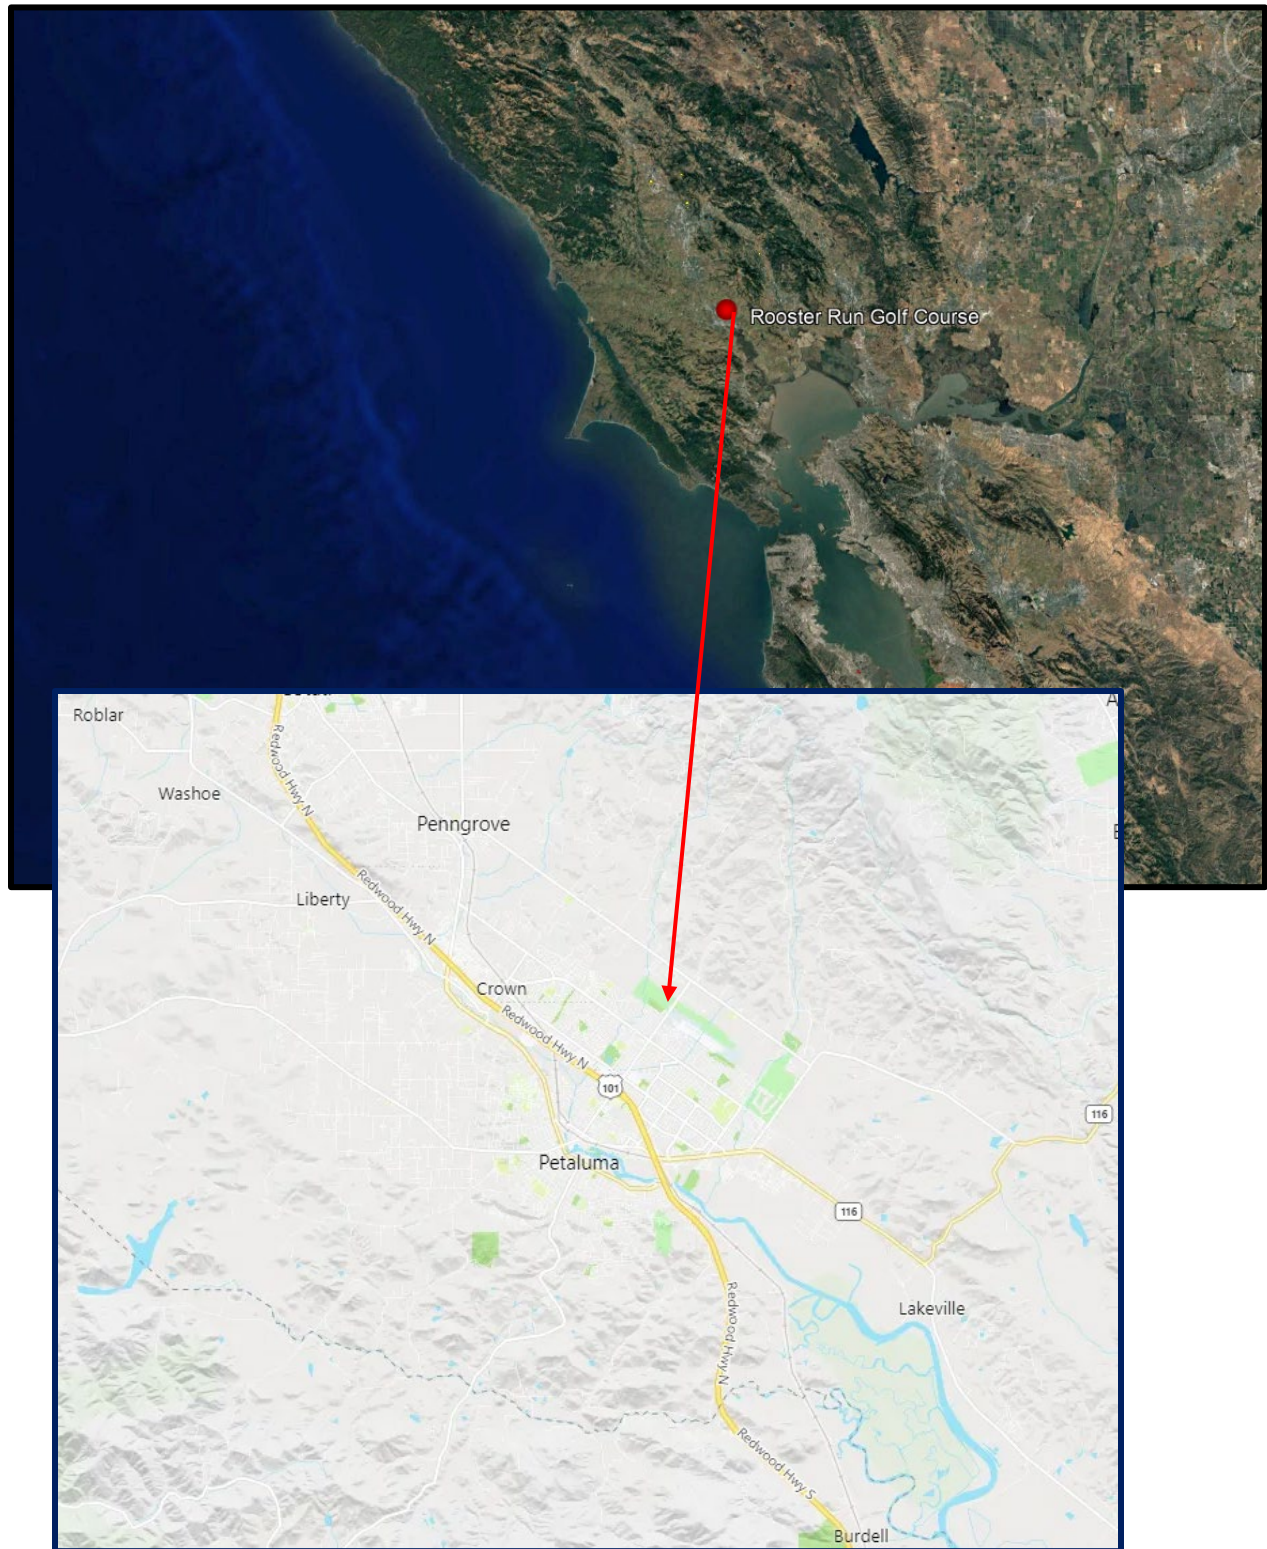 Rooster Run Golf Course
Roblar
Redwood Hwy N
Washoe
Penngrove
Liberty
Redwood Hwy N
Crown
Redwood Hwy N
101
116
Petaluma
116
Redwood Hwy N
Lakeville
Redwood Hwy S
Burdell